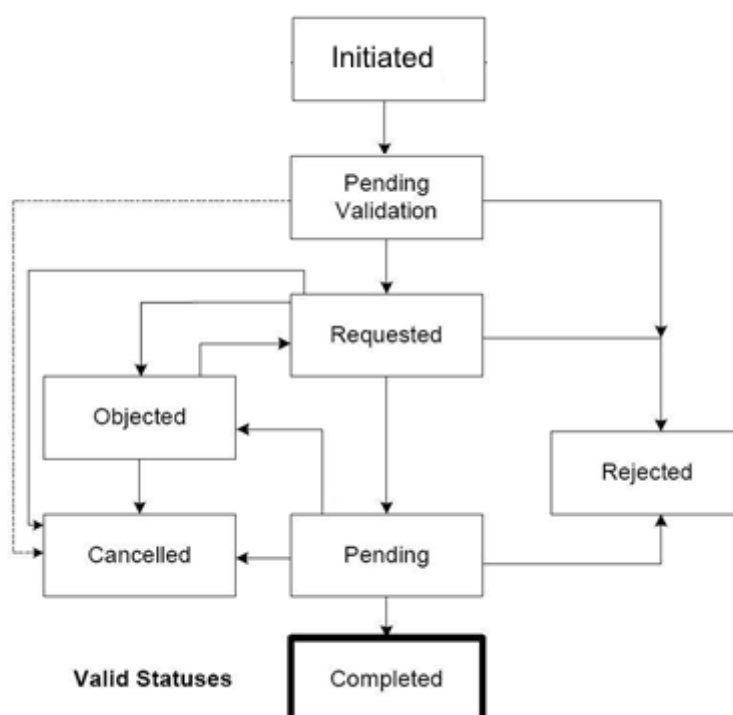 Initiated
Pending
Validation
Requested
Objected
Rejected
Cancelled
Pending
Valid Statuses
Completed